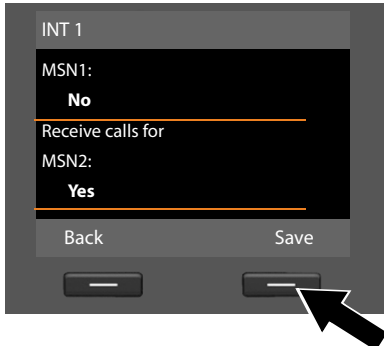 INT 1
MSN1:
No
Receive calls for
MSN2:
Yes
Back Save